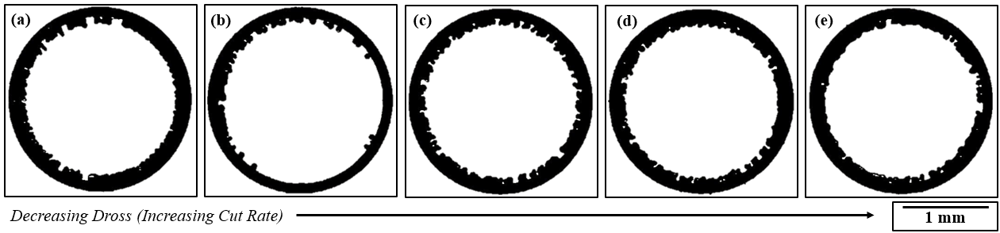 (a) (b) (c) (d) (e)
Decreasing Dross (Increasing Cut Rate)
1 mm